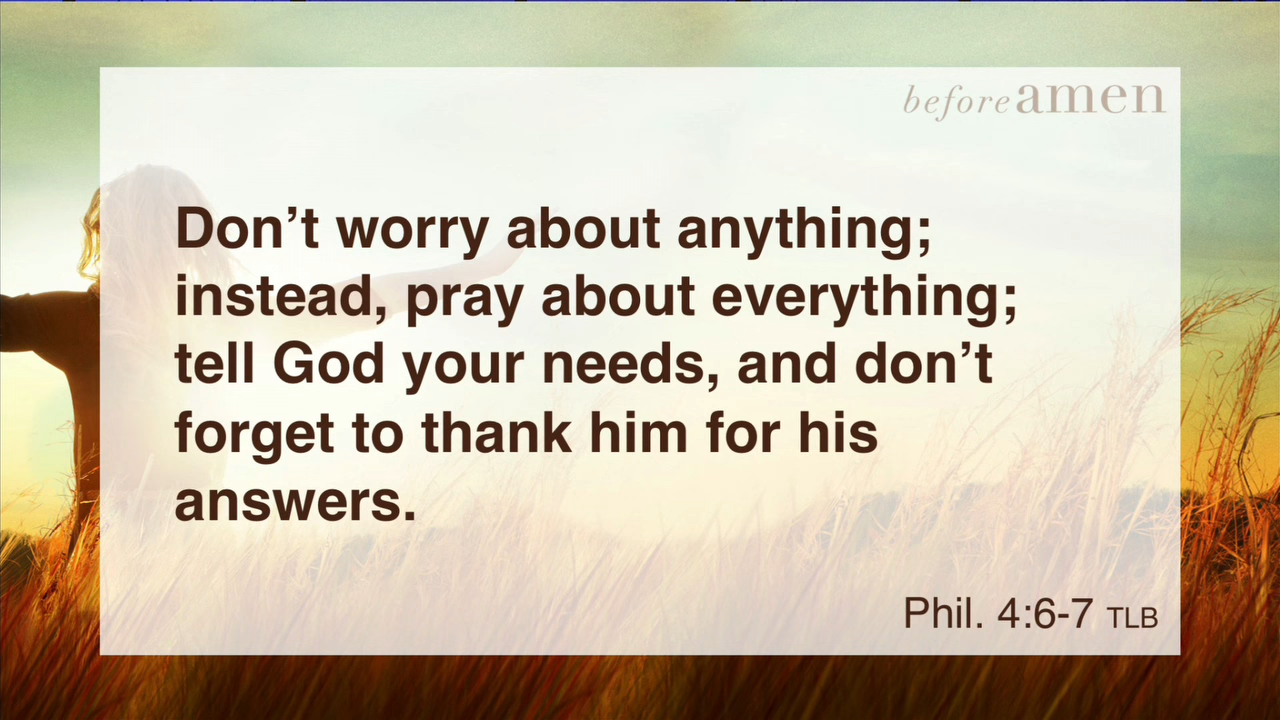 before amen
Don’t worry about anything;
instead, pray about everything;
tell God your needs, and don’t
forget to thank him for his
answers.
Phil. 4:6-7 TLB